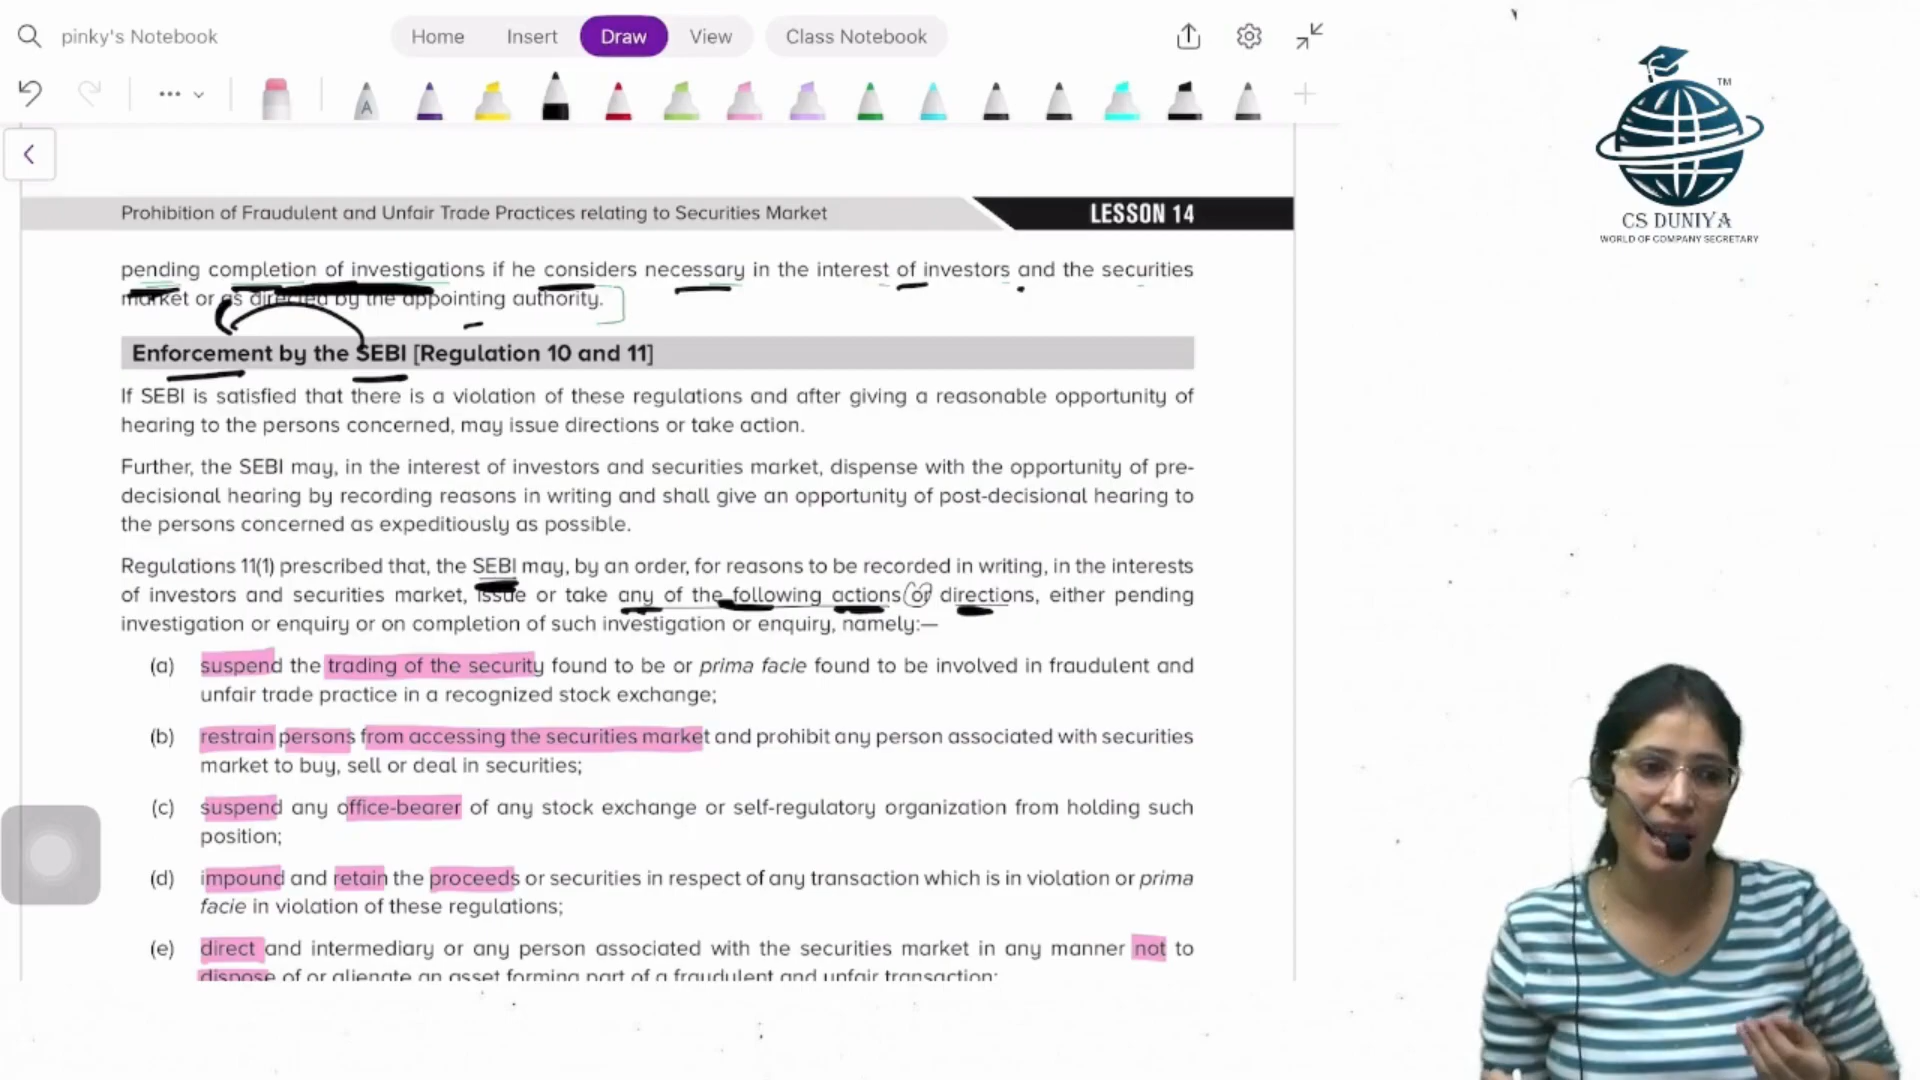 pinky's Notebook
Home
Insert
Draw
View
Class Notebook
A
TM
CS DUNIYA
WORLD OF COMPANY SECRETARY
Prohibition of Fraudulent and Unfair Trade Practices relating to Securities Market
LESSON 14
pending completion of investigations if he considers necessary in the interest of investors and the securities
market or as directed by the appointing authority.
Enforcement by the SEBI [Regulation 10 and 11]
If SEBI is satisfied that there is a violation of these regulations and after giving a reasonable opportunity of
hearing to the persons concerned, may issue directions or take action.
Further, the SEBI may, in the interest of investors and securities market, dispense with the opportunity of pre-
decisional hearing by recording reasons in writing and shall give an opportunity of post-decisional hearing to
the persons concerned as expeditiously as possible.
Regulations 11(1) prescribed that, the SEBI may, by an order, for reasons to be recorded in writing, in the interests
of investors and securities market, issue or take any of the following actions or directions, either pending
investigation or enquiry or on completion of such investigation or enquiry, namely:—
(a) suspend the trading of the security found to be or prima facie found to be involved in fraudulent and
unfair trade practice in a recognized stock exchange;
(b) restrain persons from accessing the securities market and prohibit any person associated with securities
market to buy, sell or deal in securities;
(c) suspend any office-bearer of any stock exchange or self-regulatory organization from holding such
position;
(d) impound and retain the proceeds or securities in respect of any transaction which is in violation or prima
facie in violation of these regulations;
(e) direct and intermediary or any person associated with the securities market in any manner not to
dispose of or alienate an asset forming part of a fraudulent and unfair transaction;